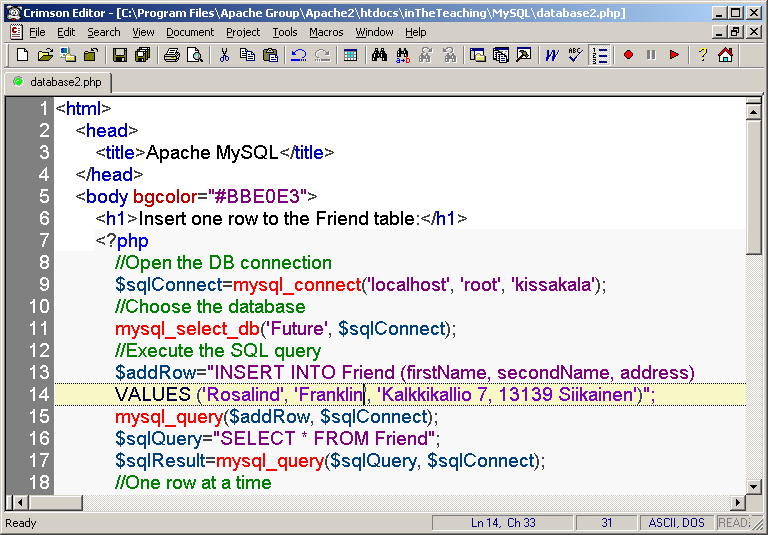 Crimson Editor - [C:\Program Files\Apache Group\Apache2\htdocs\inTheTeaching\MySQL\database2.php]
File Edit Search View Document Project Tools Macros Window Help
database2.php
1 <html>
2 <head>
3 <title>Apache MySQL</title>
4 </head>
5 <body bgcolor="#BBE0E3">
6 <h1>Insert one row to the Friend table:</h1>
7 <?php
8 //Open the DB connection
9 $sqlConnect=mysql_connect('localhost', 'root', 'kissakala');
10 //Choose the database
11 mysql_select_db('Future', $sqlConnect);
12 //Execute the SQL query
13 $addRow="INSERT INTO Friend (firstName, secondName, address)
14 VALUES ('Rosalind', 'Franklin, 'Kalkkikallio 7, 13139 Siikainen')";
15 mysql_query($addRow, $sqlConnect);
16 $sqlQuery="SELECT * FROM Friend";
17 $sqlResult=mysql_query($sqlQuery, $sqlConnect);
18 //One row at a time
Ready Ln 14, Ch 33 31 ASCII, DOS READ